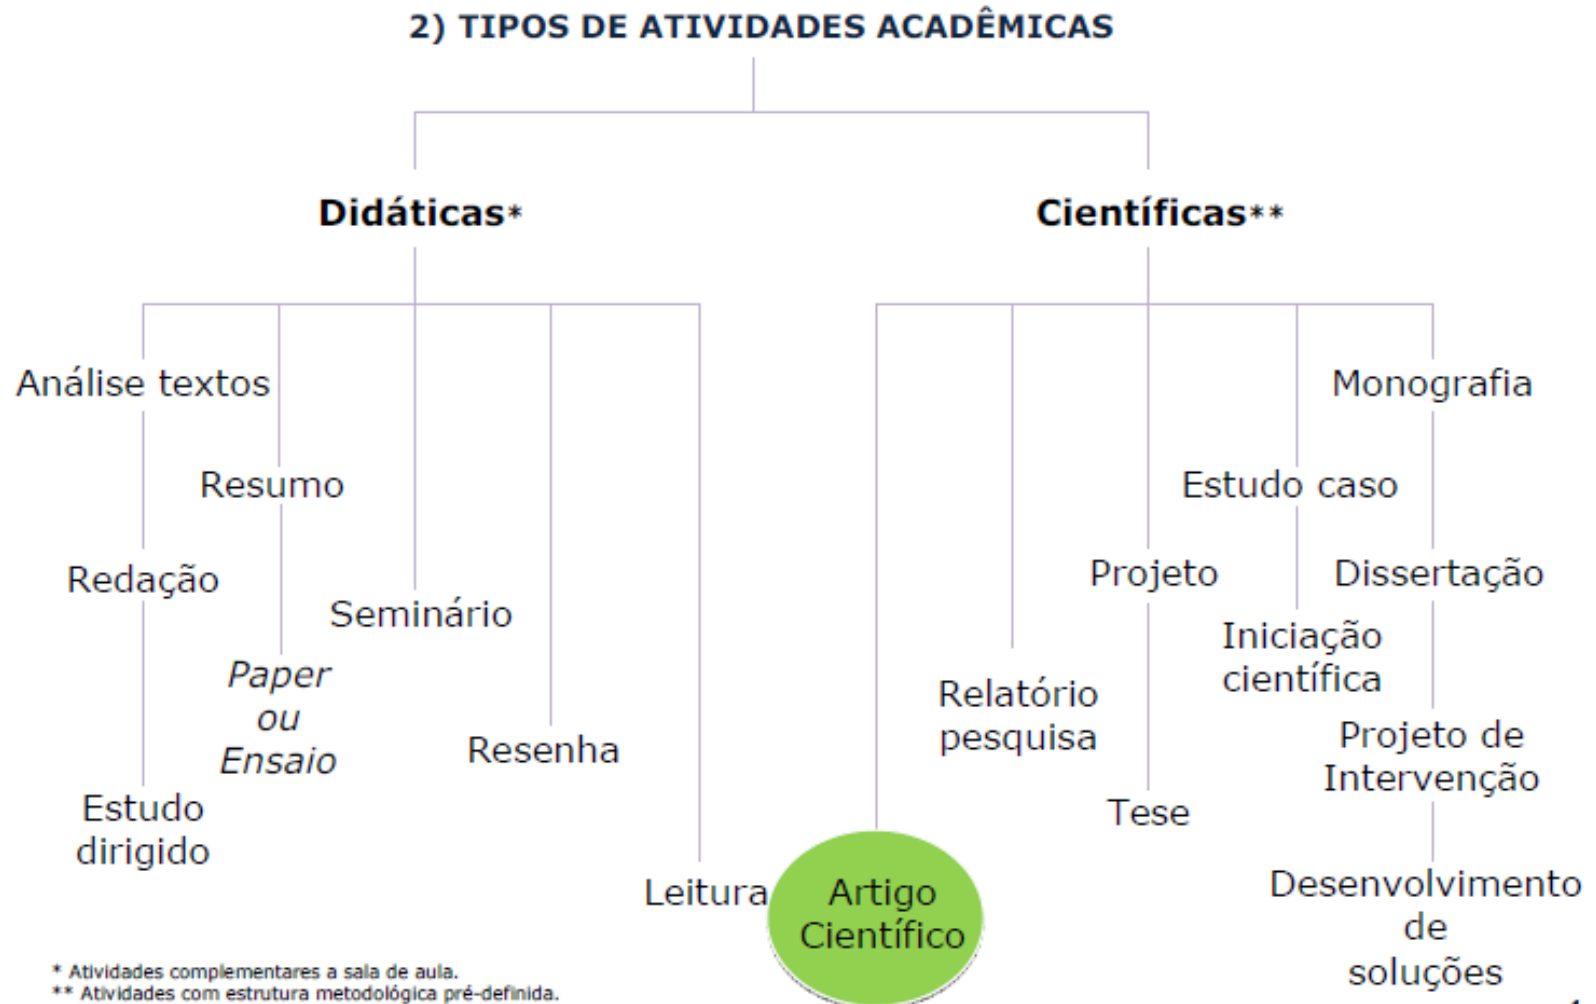 2) TIPOS DE ATIVIDADES ACADÊMICAS
Didáticas*
Científicas**
Análise textos
Resumo
Redação
Seminário
Paper
ou
Ensaio
Resenha
Estudo
dirigido
Leitura
Monografia
Estudo caso
Projeto
Dissertação
Iniciação
científica
Relatório
pesquisa
Projeto de
Intervenção
Tese
Artigo
Científico
Desenvolvimento
de
soluções
* Atividades complementares a sala de aula.
** Atividades com estrutura metodológica pré-definida.